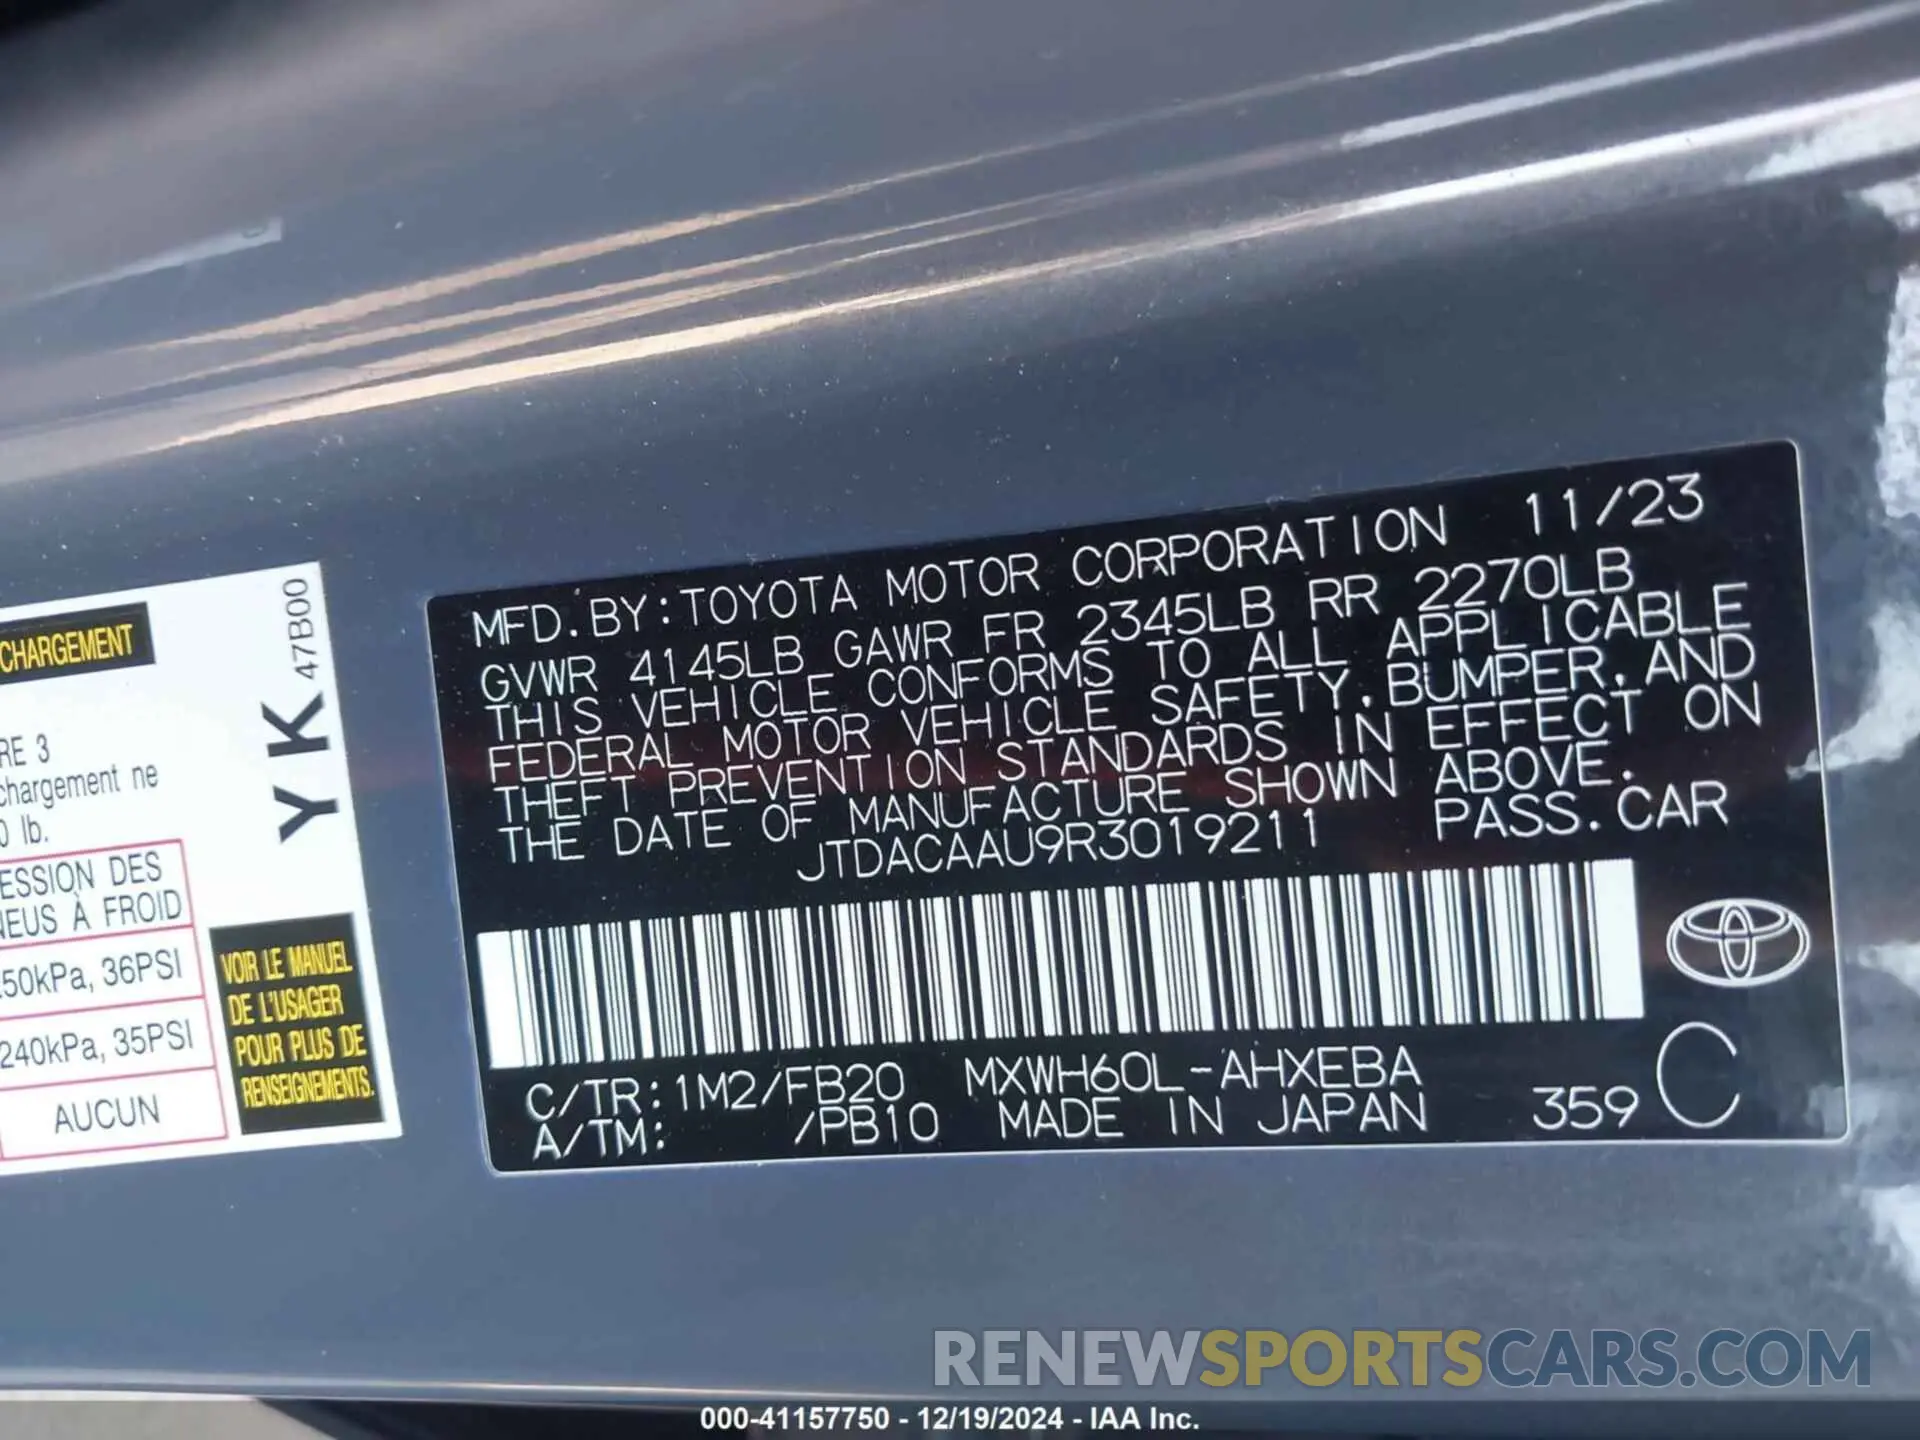 CHARGEMENT
47B00
YK
RE 3
chargement ne
0 lb.
ESSION DES
NEUS À FROID
250kPa, 36PSI
240kPa, 35PSI
AUCUN
VOIR LE MANUEL
DE L'USAGER
POUR PLUS DE
RENSEIGNEMENTS.
MFD. BY:TOYOTA MOTOR CORPORATION 11/23
GVWR 4145LB GAWR FR 2345LB RR 2270LB
THIS VEHICLE CONFORMS TO ALL APPLICABLE
FEDERAL MOTOR VEHICLE SAFETY, BUMPER, AND
THEFT PREVENTION STANDARDS IN EFFECT ON
THE DATE OF MANUFACTURE SHOWN ABOVE.
JTDACAAU9R3019211 PASS. CAR
C/TR:1M2/FB20 MXWH60L-AHXEBA
A/TM: /PB10 MADE IN JAPAN 359 C
RENEWSPORTSCARS.COM
000-41157750 - 12/19/2024 - IAA Inc.